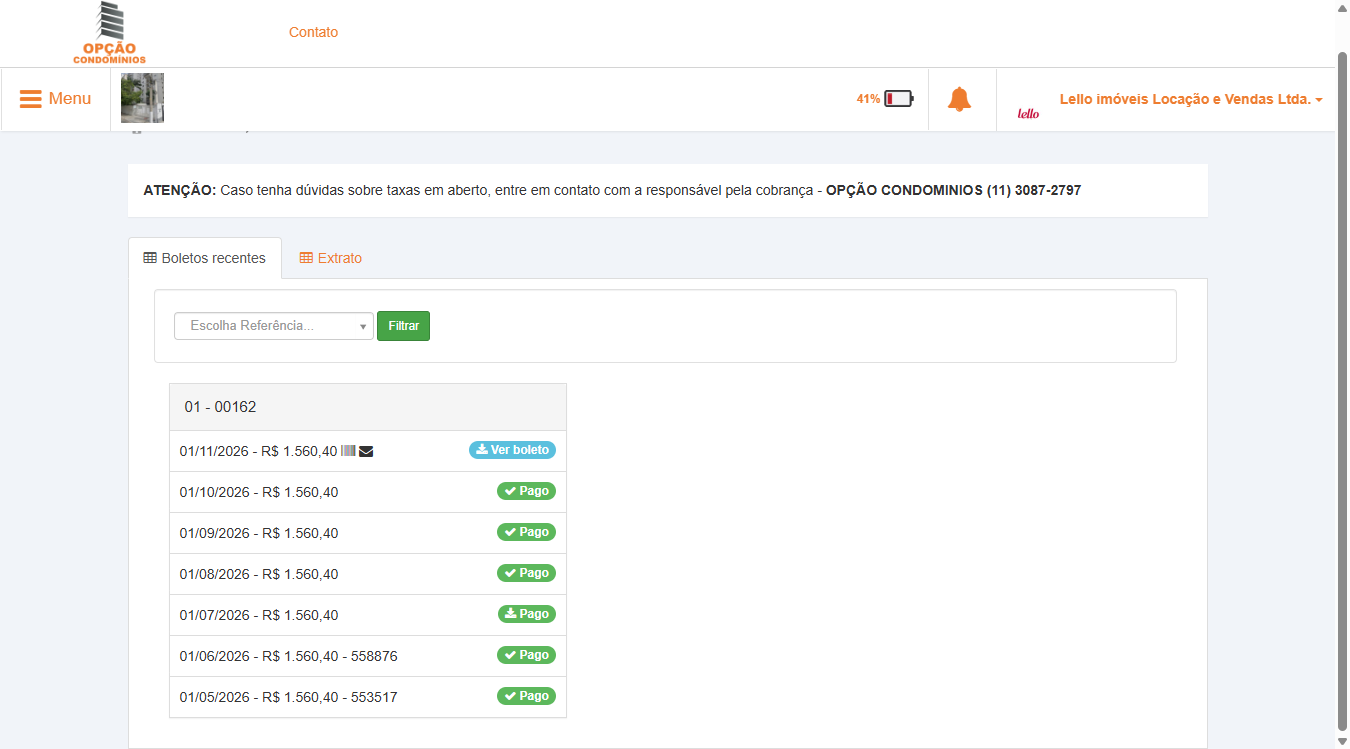 OPÇÃO
CONDOMÍNIOS
Contato
Menu
41%
lello
Lello imóveis Locação e Vendas Ltda.
ATENÇÃO: Caso tenha dúvidas sobre taxas em aberto, entre em contato com a responsável pela cobrança - OPÇÃO CONDOMINIOS (11) 3087-2797
Boletos recentes
Extrato
Escolha Referência...
Filtrar
01 - 00162
01/11/2026 - R$ 1.560,40 Ver boleto
01/10/2026 - R$ 1.560,40 Pago
01/09/2026 - R$ 1.560,40 Pago
01/08/2026 - R$ 1.560,40 Pago
01/07/2026 - R$ 1.560,40 Pago
01/06/2026 - R$ 1.560,40 - 558876 Pago
01/05/2026 - R$ 1.560,40 - 553517 Pago